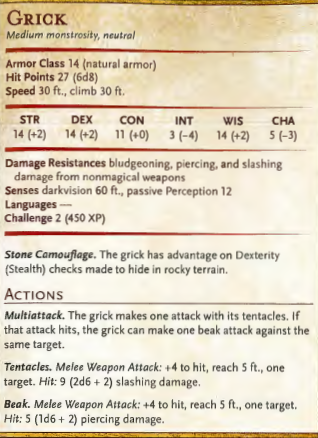 GRICK
Medium monstrosity, neutral
Armor Class 14 (natural armor)
Hit Points 27 (6d8)
Speed 30 ft., climb 30 ft.
STR DEX CON INT WIS CHA
14 (+2) 14 (+2) 11 (+0) 3 (−4) 14 (+2) 5 (−3)
Damage Resistances bludgeoning, piercing, and slashing
damage from nonmagical weapons
Senses darkvision 60 ft., passive Perception 12
Languages —
Challenge 2 (450 XP)
Stone Camouflage. The grick has advantage on Dexterity
(Stealth) checks made to hide in rocky terrain.
ACTIONS
Multiattack. The grick makes one attack with its tentacles. If
that attack hits, the grick can make one beak attack against the
same target.
Tentacles. Melee Weapon Attack: +4 to hit, reach 5 ft., one
target. Hit: 9 (2d6 + 2) slashing damage.
Beak. Melee Weapon Attack: +4 to hit, reach 5 ft., one target.
Hit: 5 (1d6 + 2) piercing damage.